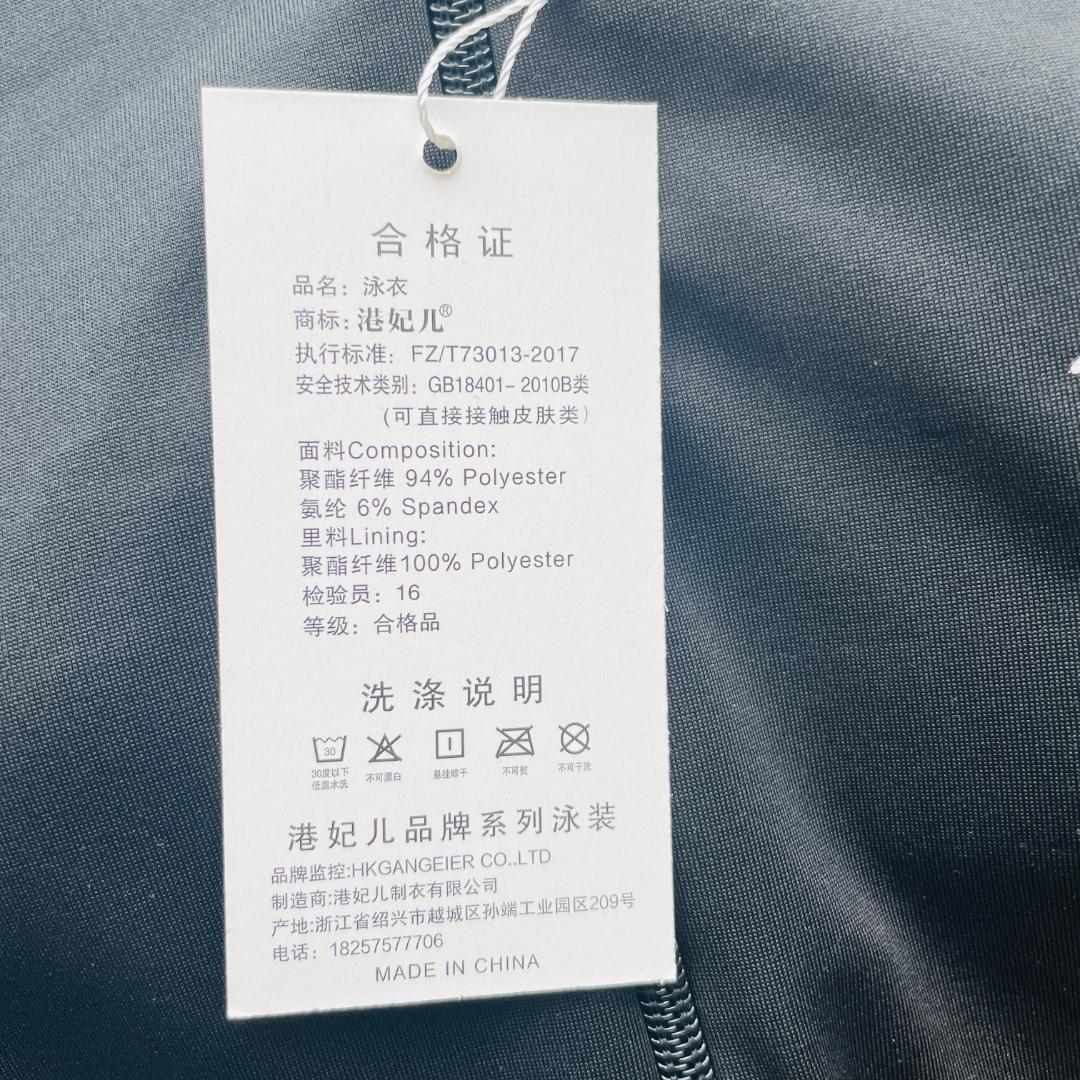 合格证
品名：泳衣
商标：港妃儿®
执行标准：FZ/T73013-2017
安全技术类别：GB18401-2010B类
(可直接接触皮肤类)
面料Composition:
聚酯纤维 94% Polyester
氨纶 6% Spandex
里料Lining:
聚酯纤维100% Polyester
检验员：16
等级：合格品
洗涤说明
30
30度以下 不可漂白 悬挂晾干 不可熨 不可干洗
低温水洗
港妃儿品牌系列泳装
品牌监控:HKGANGEIER CO..LTD
制造商:港妃儿制衣有限公司
产地:浙江省绍兴市越城区孙端工业园区209号
电话：18257577706
MADE IN CHINA